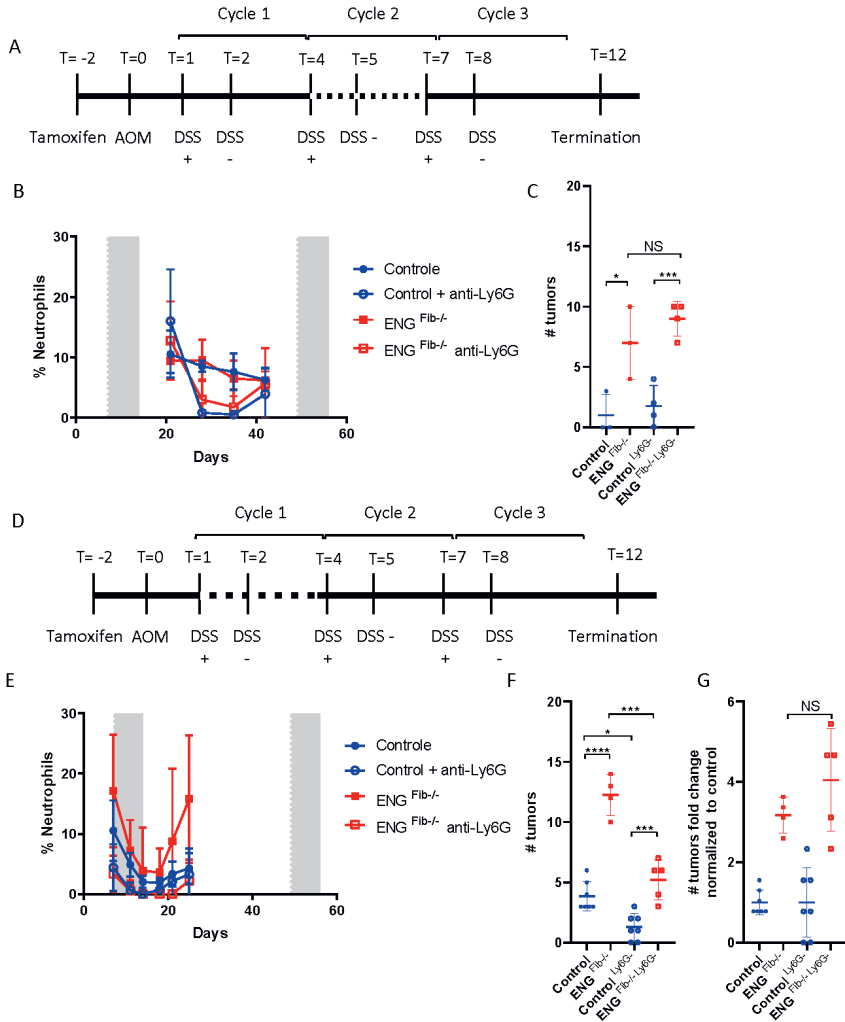 Cycle 1 Cycle 2 Cycle 3
A
T= -2 T=0 T=1 T=2 T=4 T=5 T=7 T=8 T=12
Tamoxifen AOM DSS DSS DSS DSS - DSS DSS Termination
+ - + + -
B
30
20
10
0
% Neutrophils
0 20 40 60
Days
Controle
Control + anti-Ly6G
ENG Fib-/-
ENG Fib-/- anti-Ly6G
C
20
15
10
5
0
# tumors
NS
* ***
Control
ENG Fib-/-
Control Ly6G-
ENG Fib-/- Ly6G-
D
Cycle 1 Cycle 2 Cycle 3
T= -2 T=0 T=1 T=2 T=4 T=5 T=7 T=8 T=12
Tamoxifen AOM DSS DSS DSS DSS - DSS DSS Termination
+ - + + -
E
30
20
10
0
% Neutrophils
0 20 40 60
Days
Controle
Control + anti-Ly6G
ENG Fib-/-
ENG Fib-/- anti-Ly6G
F
20
15
10
5
0
# tumors
***
*
****
***
Control
ENG Fib-/-
Control Ly6G-
ENG Fib-/- Ly6G-
G
6
4
2
0
# tumors fold change
normalized to control
NS
Control
ENG Fib-/-
Control Ly6G-
ENG Fib-/- Ly6G-